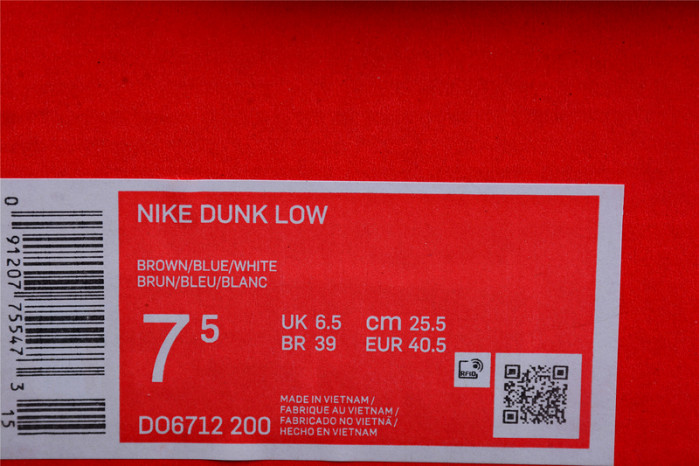 NIKE DUNK LOW
BROWN/BLUE/WHITE
BRUN/BLEU/BLANC
7 5
UK 6.5 cm 25.5
BR 39 EUR 40.5
RFID
DO6712 200
MADE IN VIETNAM /
FABRIQUE AU VIETNAM /
FABRICADO NO VIETNÃ /
HECHO EN VIETNAM
0 91207 75547 3 15